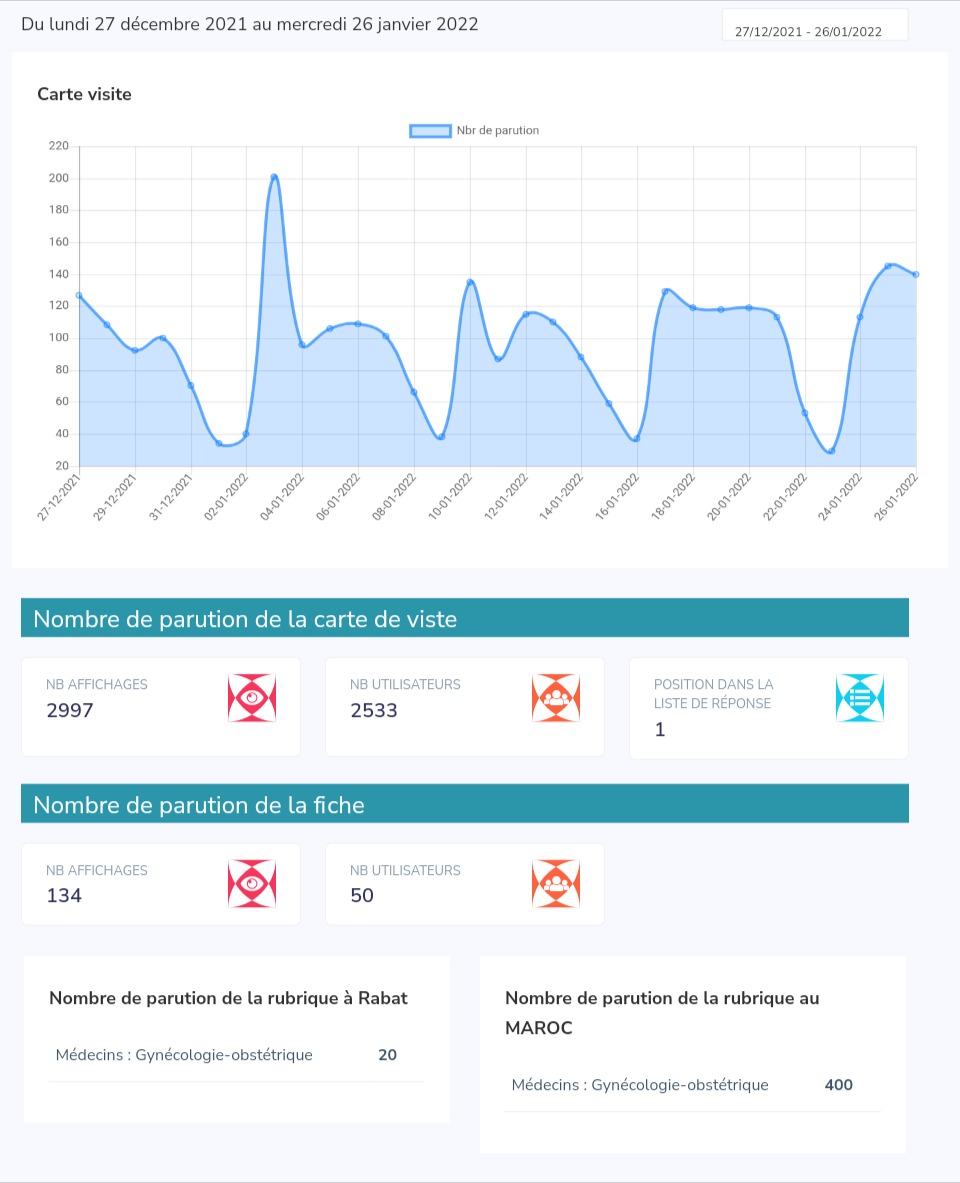 Du lundi 27 décembre 2021 au mercredi 26 janvier 2022
27/12/2021 - 26/01/2022
Carte visite
Nbr de parution
220
200
180
160
140
120
100
80
60
40
20
27-12-2021
29-12-2021
31-12-2021
02-01-2022
04-01-2022
06-01-2022
08-01-2022
10-01-2022
12-01-2022
14-01-2022
16-01-2022
18-01-2022
20-01-2022
22-01-2022
24-01-2022
26-01-2022
Nombre de parution de la carte de viste
NB AFFICHAGES
2997
NB UTILISATEURS
2533
POSITION DANS LA
LISTE DE RÉPONSE
1
Nombre de parution de la fiche
NB AFFICHAGES
134
NB UTILISATEURS
50
Nombre de parution de la rubrique à Rabat
Médecins : Gynécologie-obstétrique 20
Nombre de parution de la rubrique au
MAROC
Médecins : Gynécologie-obstétrique 400